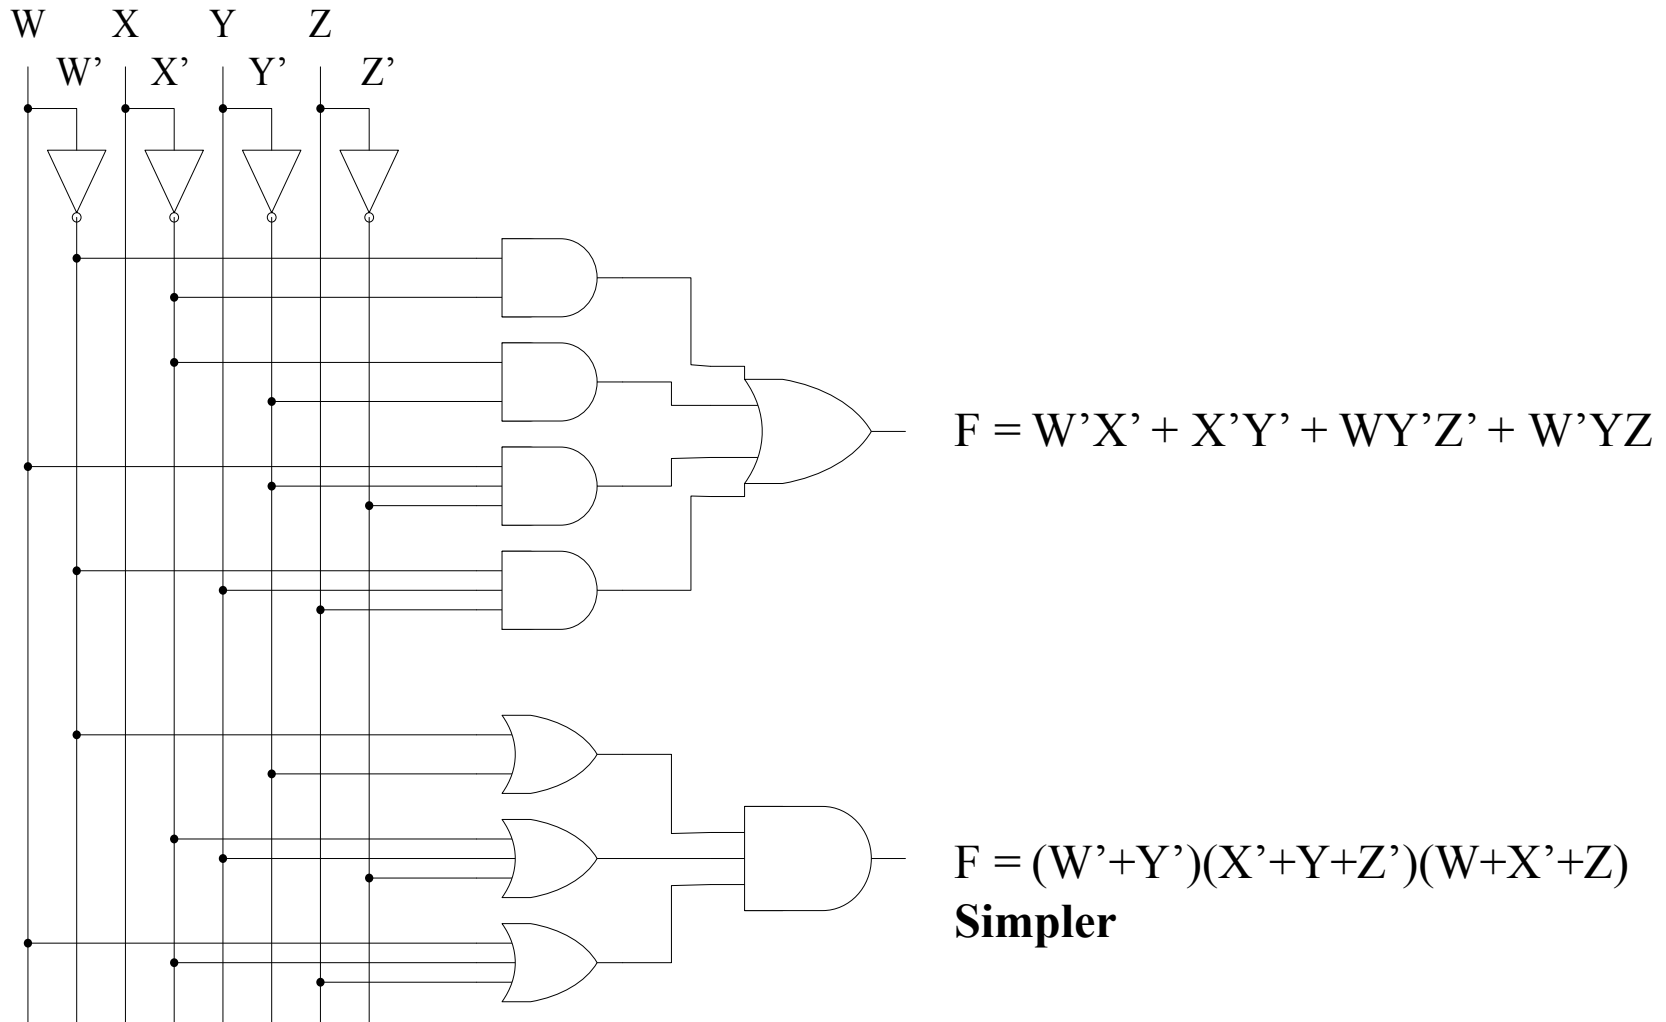 W X Y Z
W’ X’ Y’ Z’
F = W’X’ + X’Y’ + WY’Z’ + W’YZ
F = (W’+Y’)(X’+Y+Z’)(W+X’+Z)
Simpler